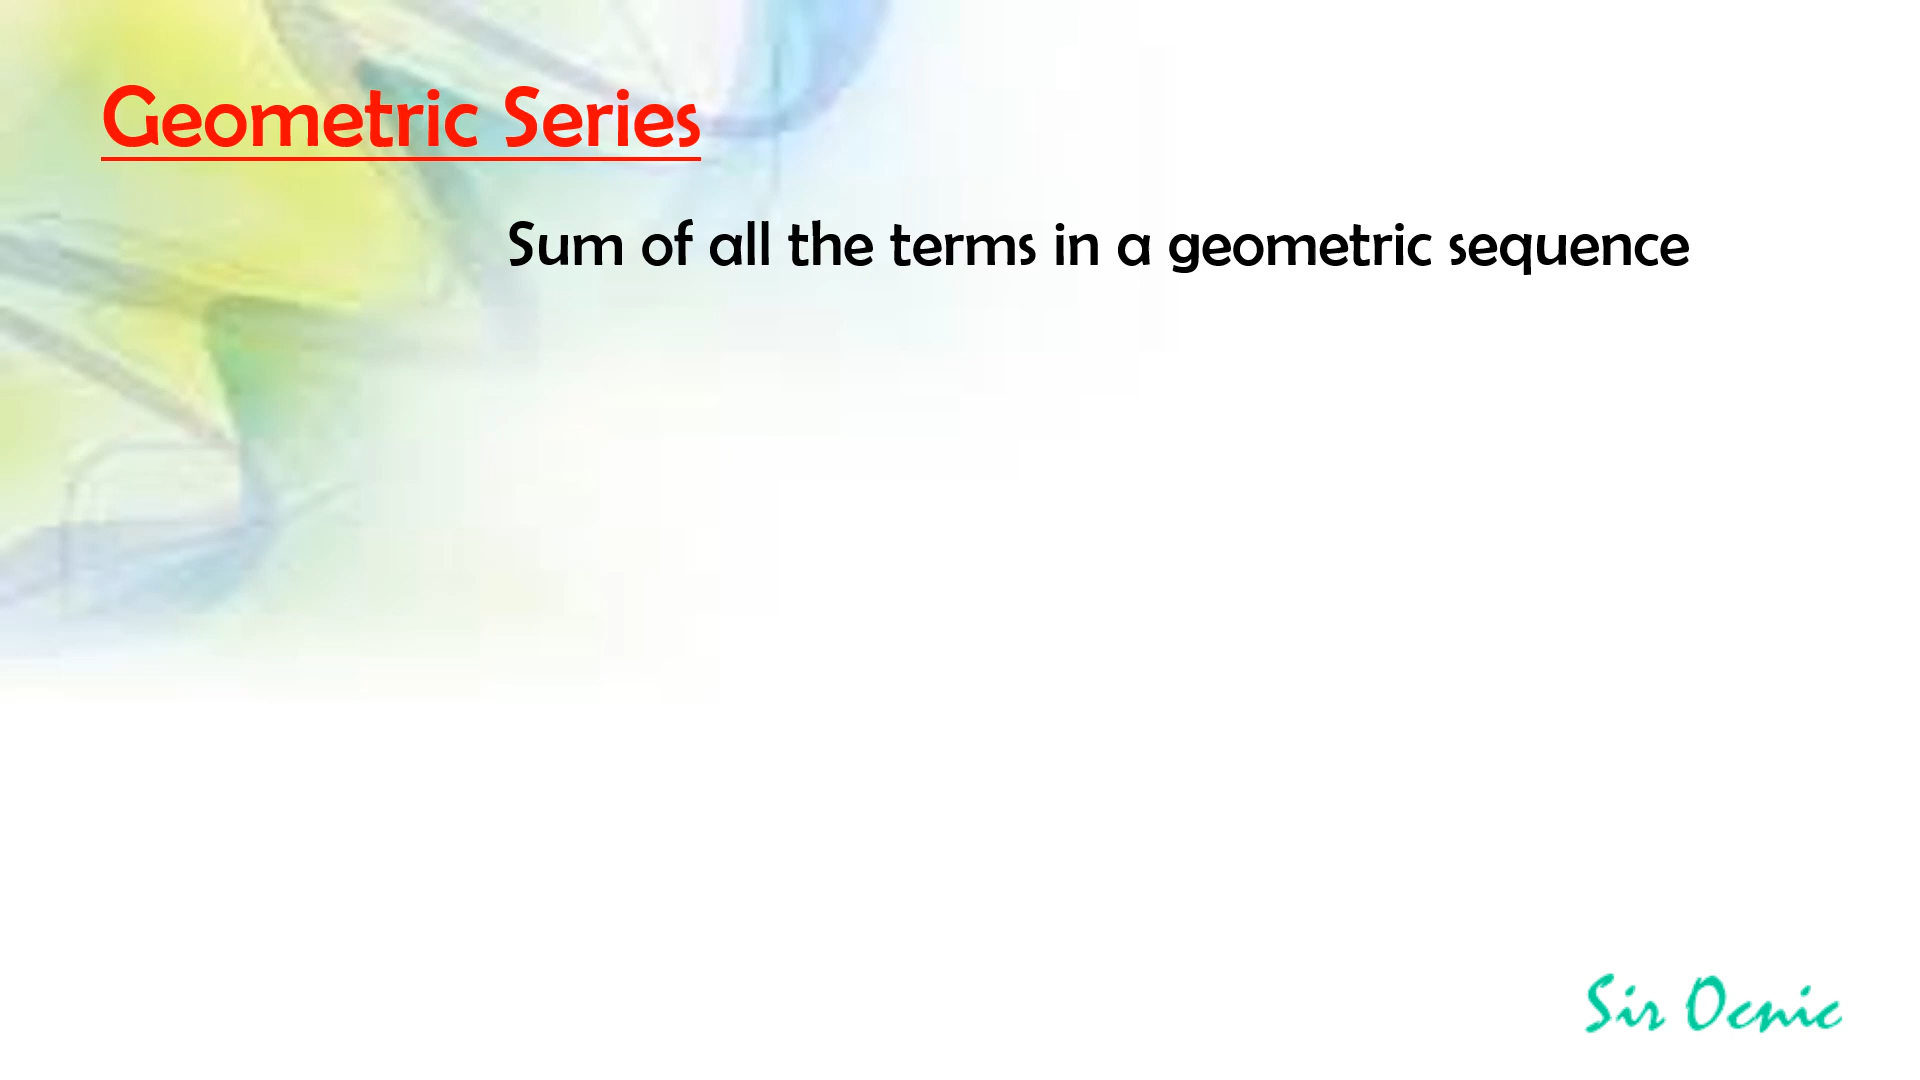 Geometric Series
Sum of all the terms in a geometric sequence
Sir Ocnic